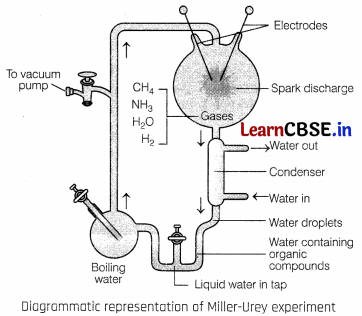 Electrodes
To vacuum
pump
CH4
NH3
H2O
H2
Gases
Spark discharge
LearnCBSE.in
Water out
Condenser
Water in
Water droplets
Water containing
organic
compounds
Boiling
water
Liquid water in tap
Diagrammatic representation of Miller-Urey experiment